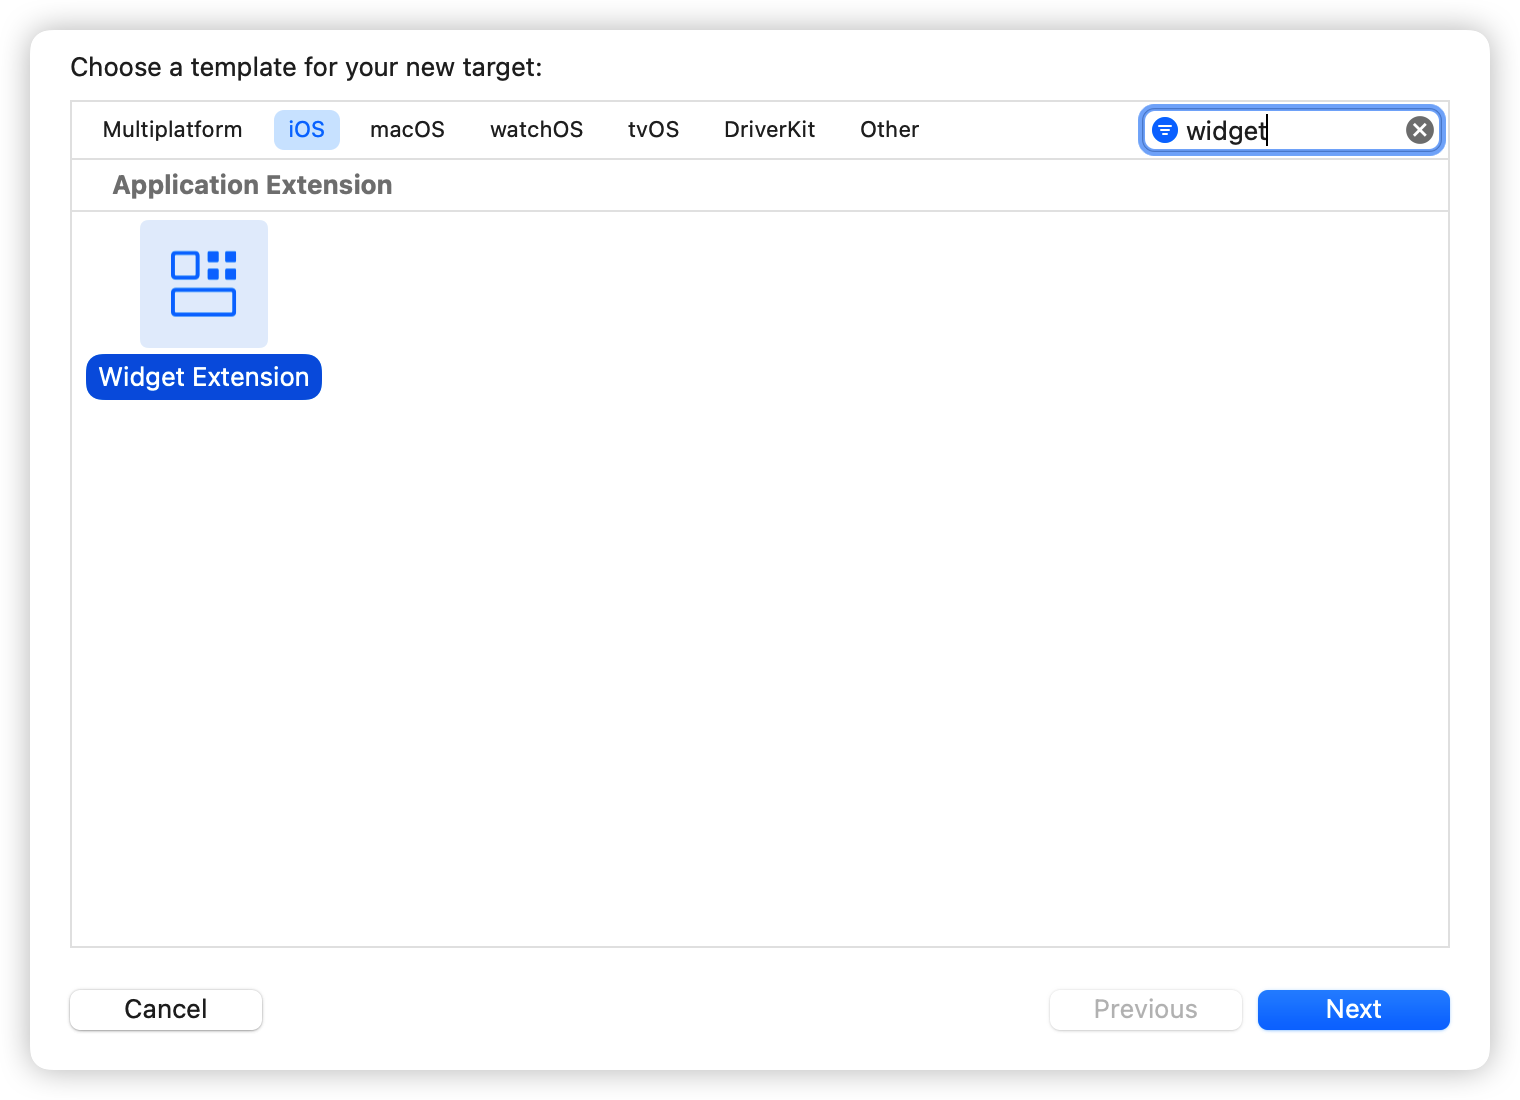 Choose a template for your new target:
Multiplatform iOS macOS watchOS tvOS DriverKit Other widget
Application Extension
Widget Extension
Cancel Previous Next